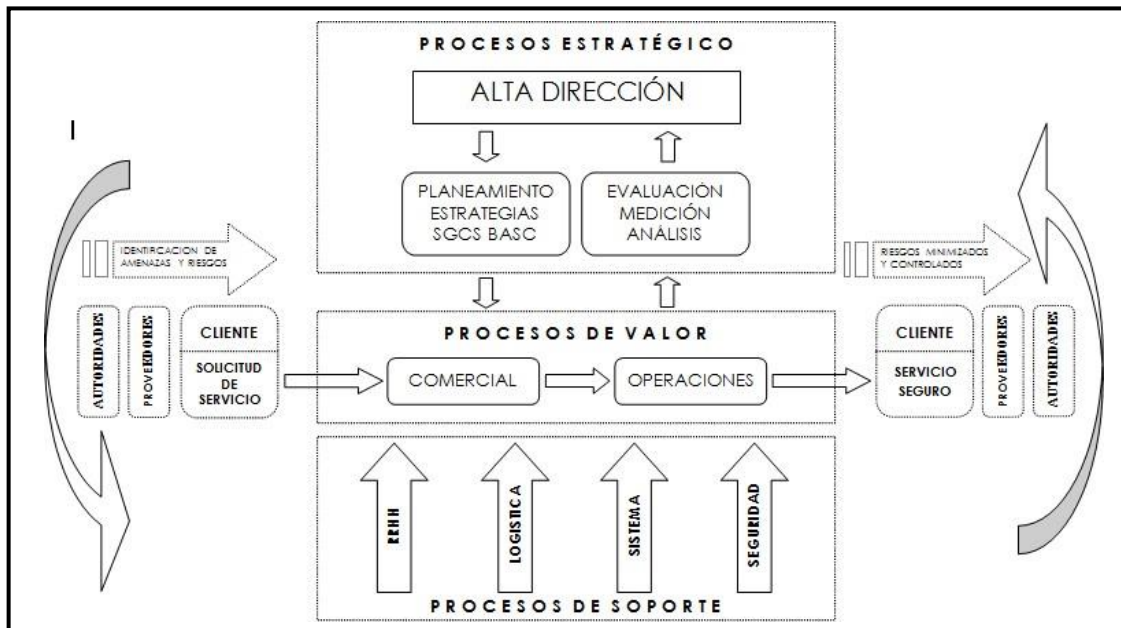 PROCESOS ESTRATÉGICO
ALTA DIRECCIÓN
I
PLANEAMIENTO
ESTRATEGIAS
SGCS BASC
EVALUACIÓN
MEDICIÓN
ANÁLISIS
IDENTIFICACION DE
AMENAZAS Y RIESGOS
RIESGOS MINIMIZADOS
Y CONTROLADOS
AUTORIDADES
PROVEEDORES
CLIENTE
SOLICITUD
DE
SERVICIO
PROCESOS DE VALOR
COMERCIAL
OPERACIONES
CLIENTE
SERVICIO
SEGURO
PROVEEDORES
AUTORIDADES
RRHH
LOGISTICA
SISTEMA
SEGURIDAD
PROCESOS DE SOPORTE